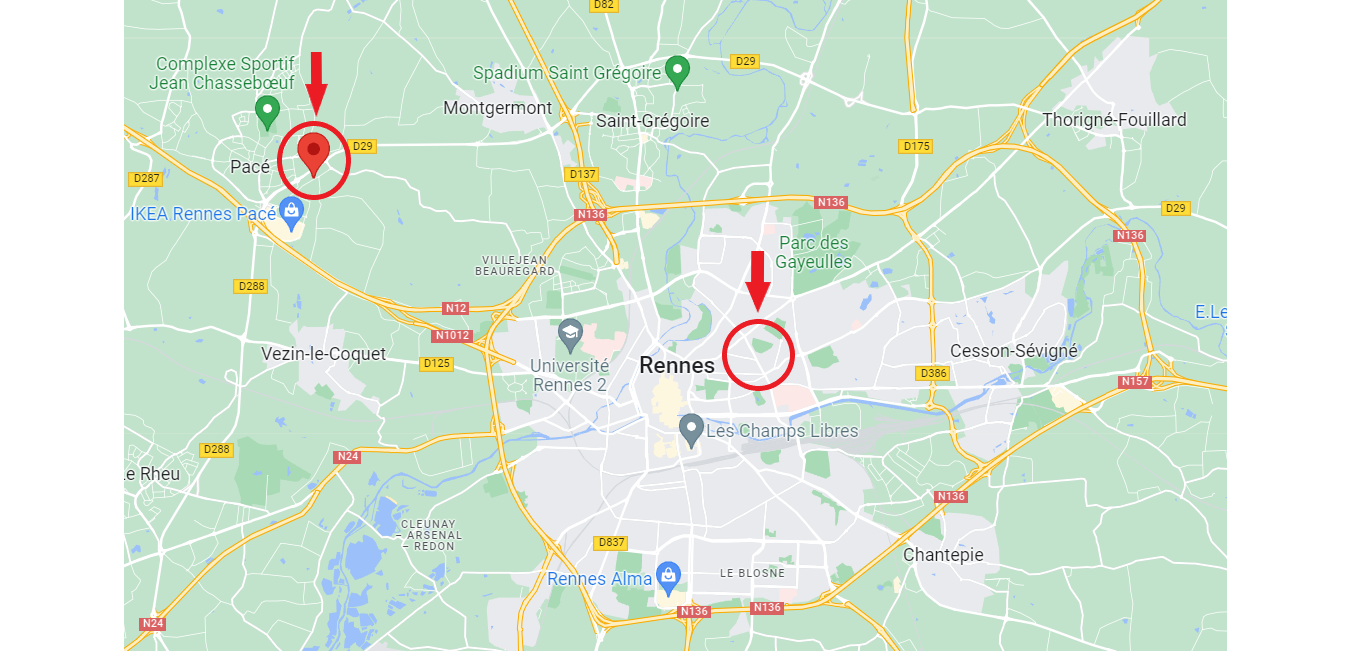 D82
Complexe Sportif
Jean Chassebœuf
Spadium Saint Grégoire
D29
Montgermont
Saint-Grégoire
Thorigné-Fouillard
D29
D175
Pacé
D137
D287
IKEA Rennes Pacé
N136
N136
D29
N136
Parc des
Gayeulles
VILLEJEAN
BEAUREGARD
D288
N12
E.Le
N1012
Vezin-le-Coquet
D125
Université
Rennes 2
Rennes
Cesson-Sévigné
D386
N157
Les Champs Libres
D288
N24
Le Rheu
N136
CLEUNAY
– ARSENAL
– REDON
D837
Chantepie
Rennes Alma
LE BLOSNE
N136
N136
N24